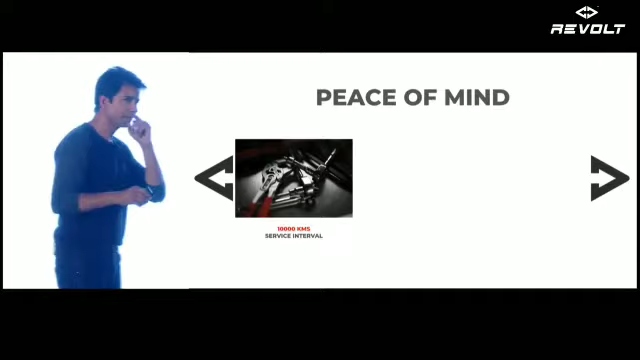 REVOLT
PEACE OF MIND
10000 KMS
SERVICE INTERVAL